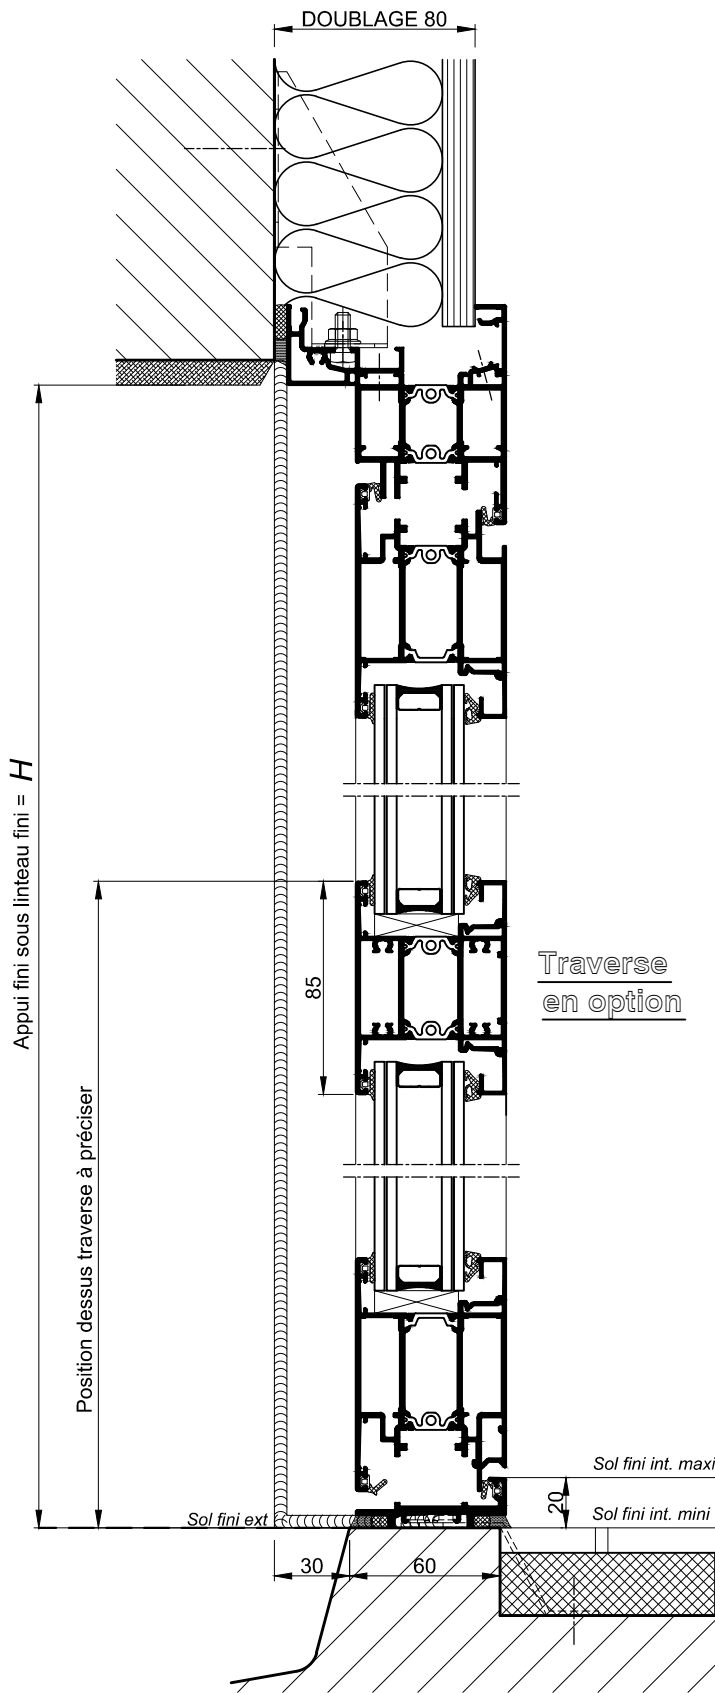 DOUBLAGE 80
Appui fini sous linteau fini = H
Position dessus traverse à préciser
85
Traverse
en option
Sol fini int. maxi
20
Sol fini int. mini
Sol fini ext
30
60